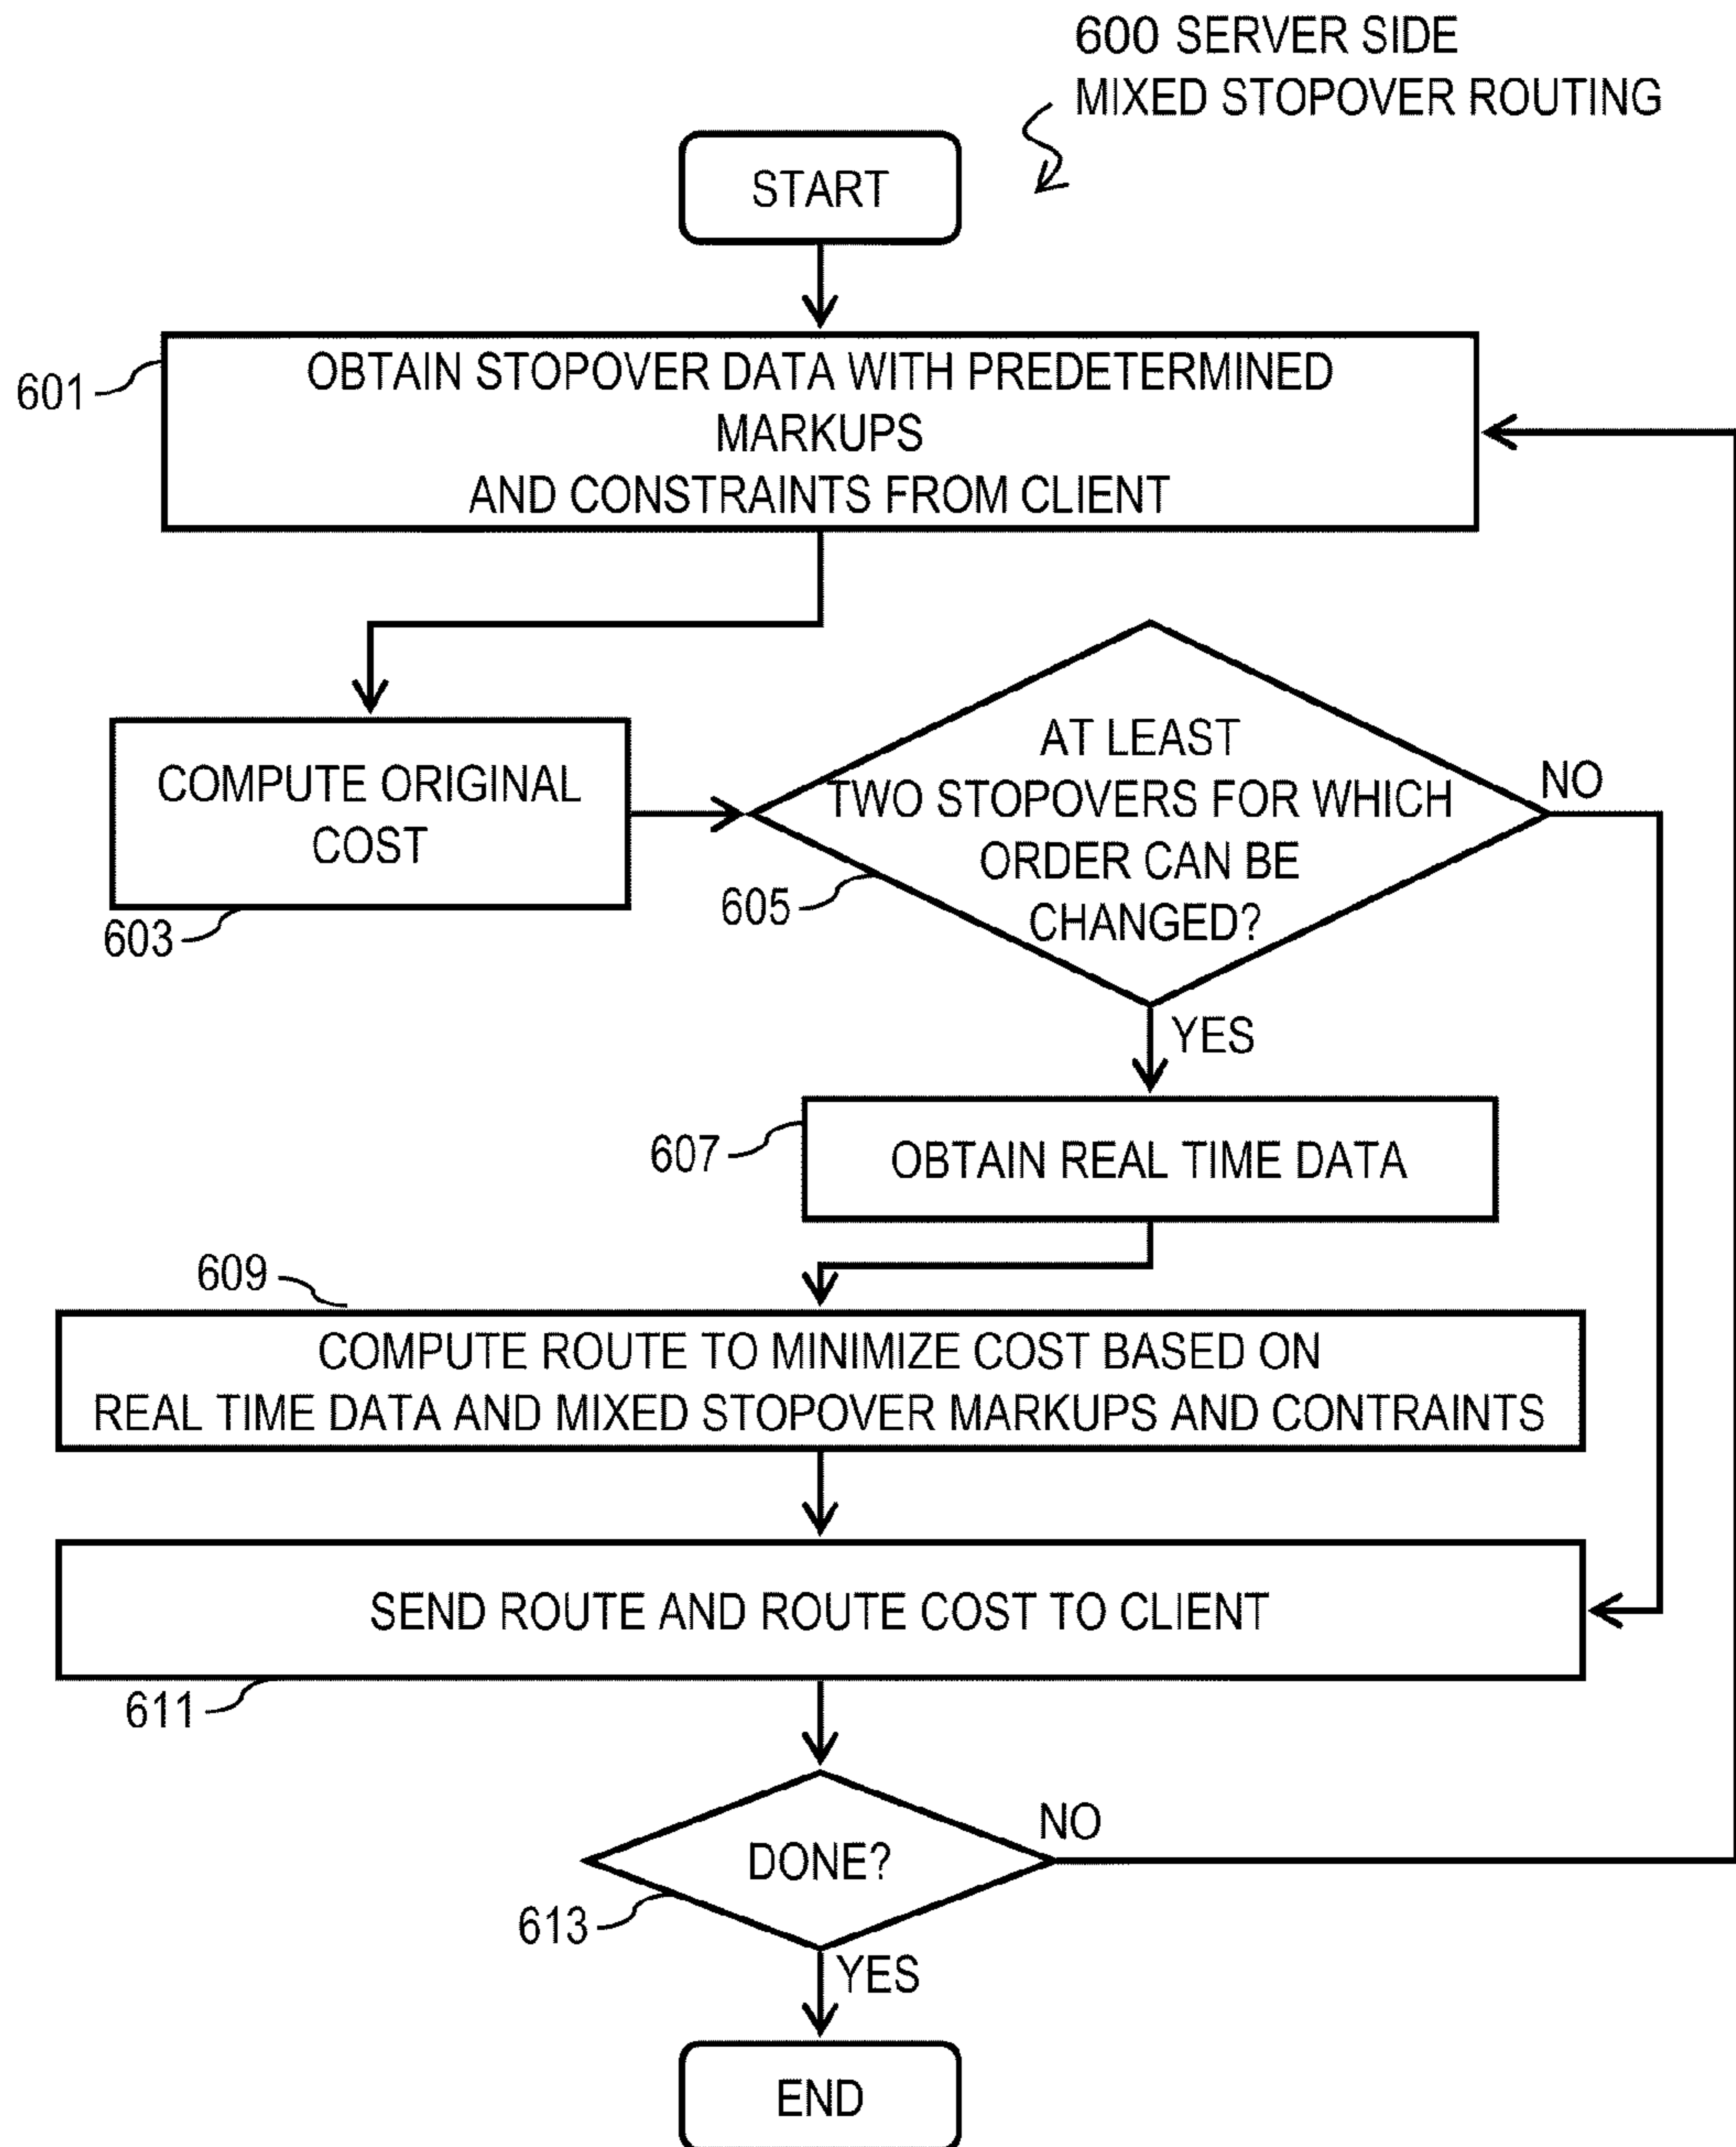 600 SERVER SIDE
MIXED STOPOVER ROUTING
START
601
OBTAIN STOPOVER DATA WITH PREDETERMINED
MARKUPS
AND CONSTRAINTS FROM CLIENT
COMPUTE ORIGINAL
COST
603
AT LEAST
TWO STOPOVERS FOR WHICH
ORDER CAN BE
CHANGED?
605
NO
YES
607
OBTAIN REAL TIME DATA
609
COMPUTE ROUTE TO MINIMIZE COST BASED ON
REAL TIME DATA AND MIXED STOPOVER MARKUPS AND CONTRAINTS
SEND ROUTE AND ROUTE COST TO CLIENT
611
DONE?
NO
613
YES
END